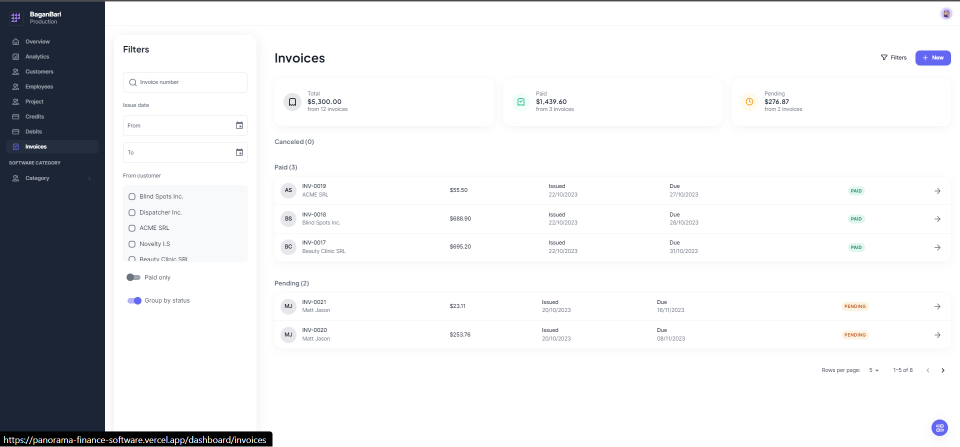 BaganBari
Production
Overview
Analytics
Customers
Employees
Project
Credits
Debits
Invoices
SOFTWARE CATEGORY
Category
Filters
Invoice number
Issue date
From
To
From customer
Blind Spots Inc.
Dispatcher Inc.
ACME SRL
Novelty I.S
Beauty Clinic SRL
Paid only
Group by status
Invoices
Filters
+ New
Total
$5,300.00
from 12 invoices
Paid
$1,439.60
from 3 invoices
Pending
$276.87
from 2 invoices
Canceled (0)
Paid (3)
AS INV-0019 ACME SRL $55.50 Issued 22/10/2023 Due 27/10/2023 PAID
BS INV-0018 Blind Spots Inc. $688.90 Issued 22/10/2023 Due 28/10/2023 PAID
BC INV-0017 Beauty Clinic SRL $695.20 Issued 22/10/2023 Due 31/10/2023 PAID
Pending (2)
MJ INV-0021 Matt Jason $23.11 Issued 20/10/2023 Due 16/11/2023 PENDING
MJ INV-0020 Matt Jason $253.76 Issued 20/10/2023 Due 08/11/2023 PENDING
Rows per page: 5 1–5 of 8
https://panorama-finance-software.vercel.app/dashboard/invoices